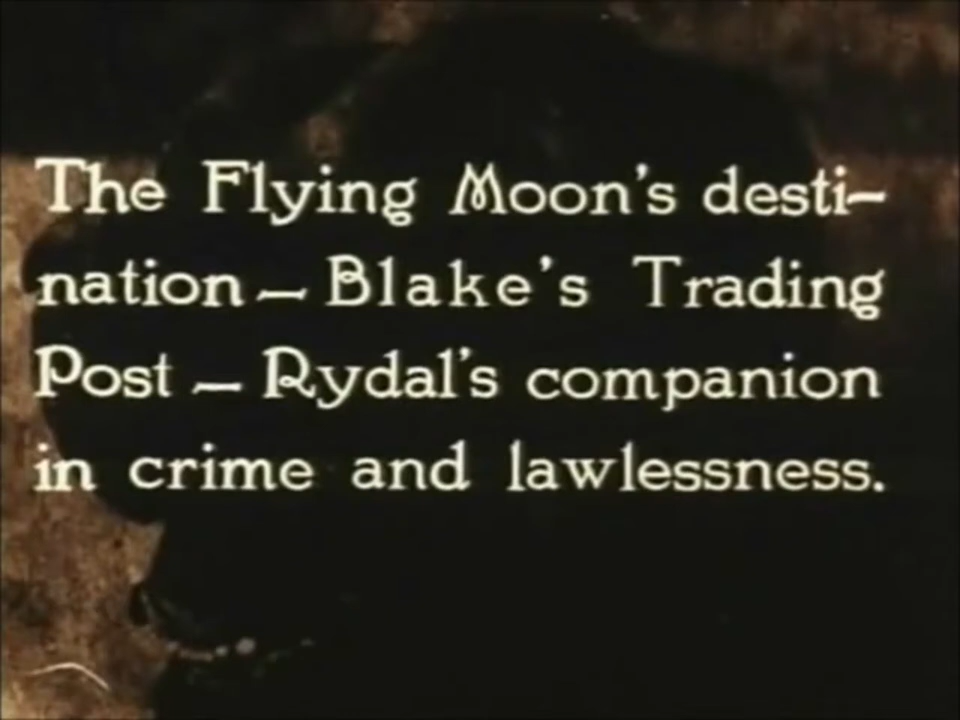 The Flying Moon's desti–
nation – Blake's Trading
Post – Rydal's companion
in crime and lawlessness.